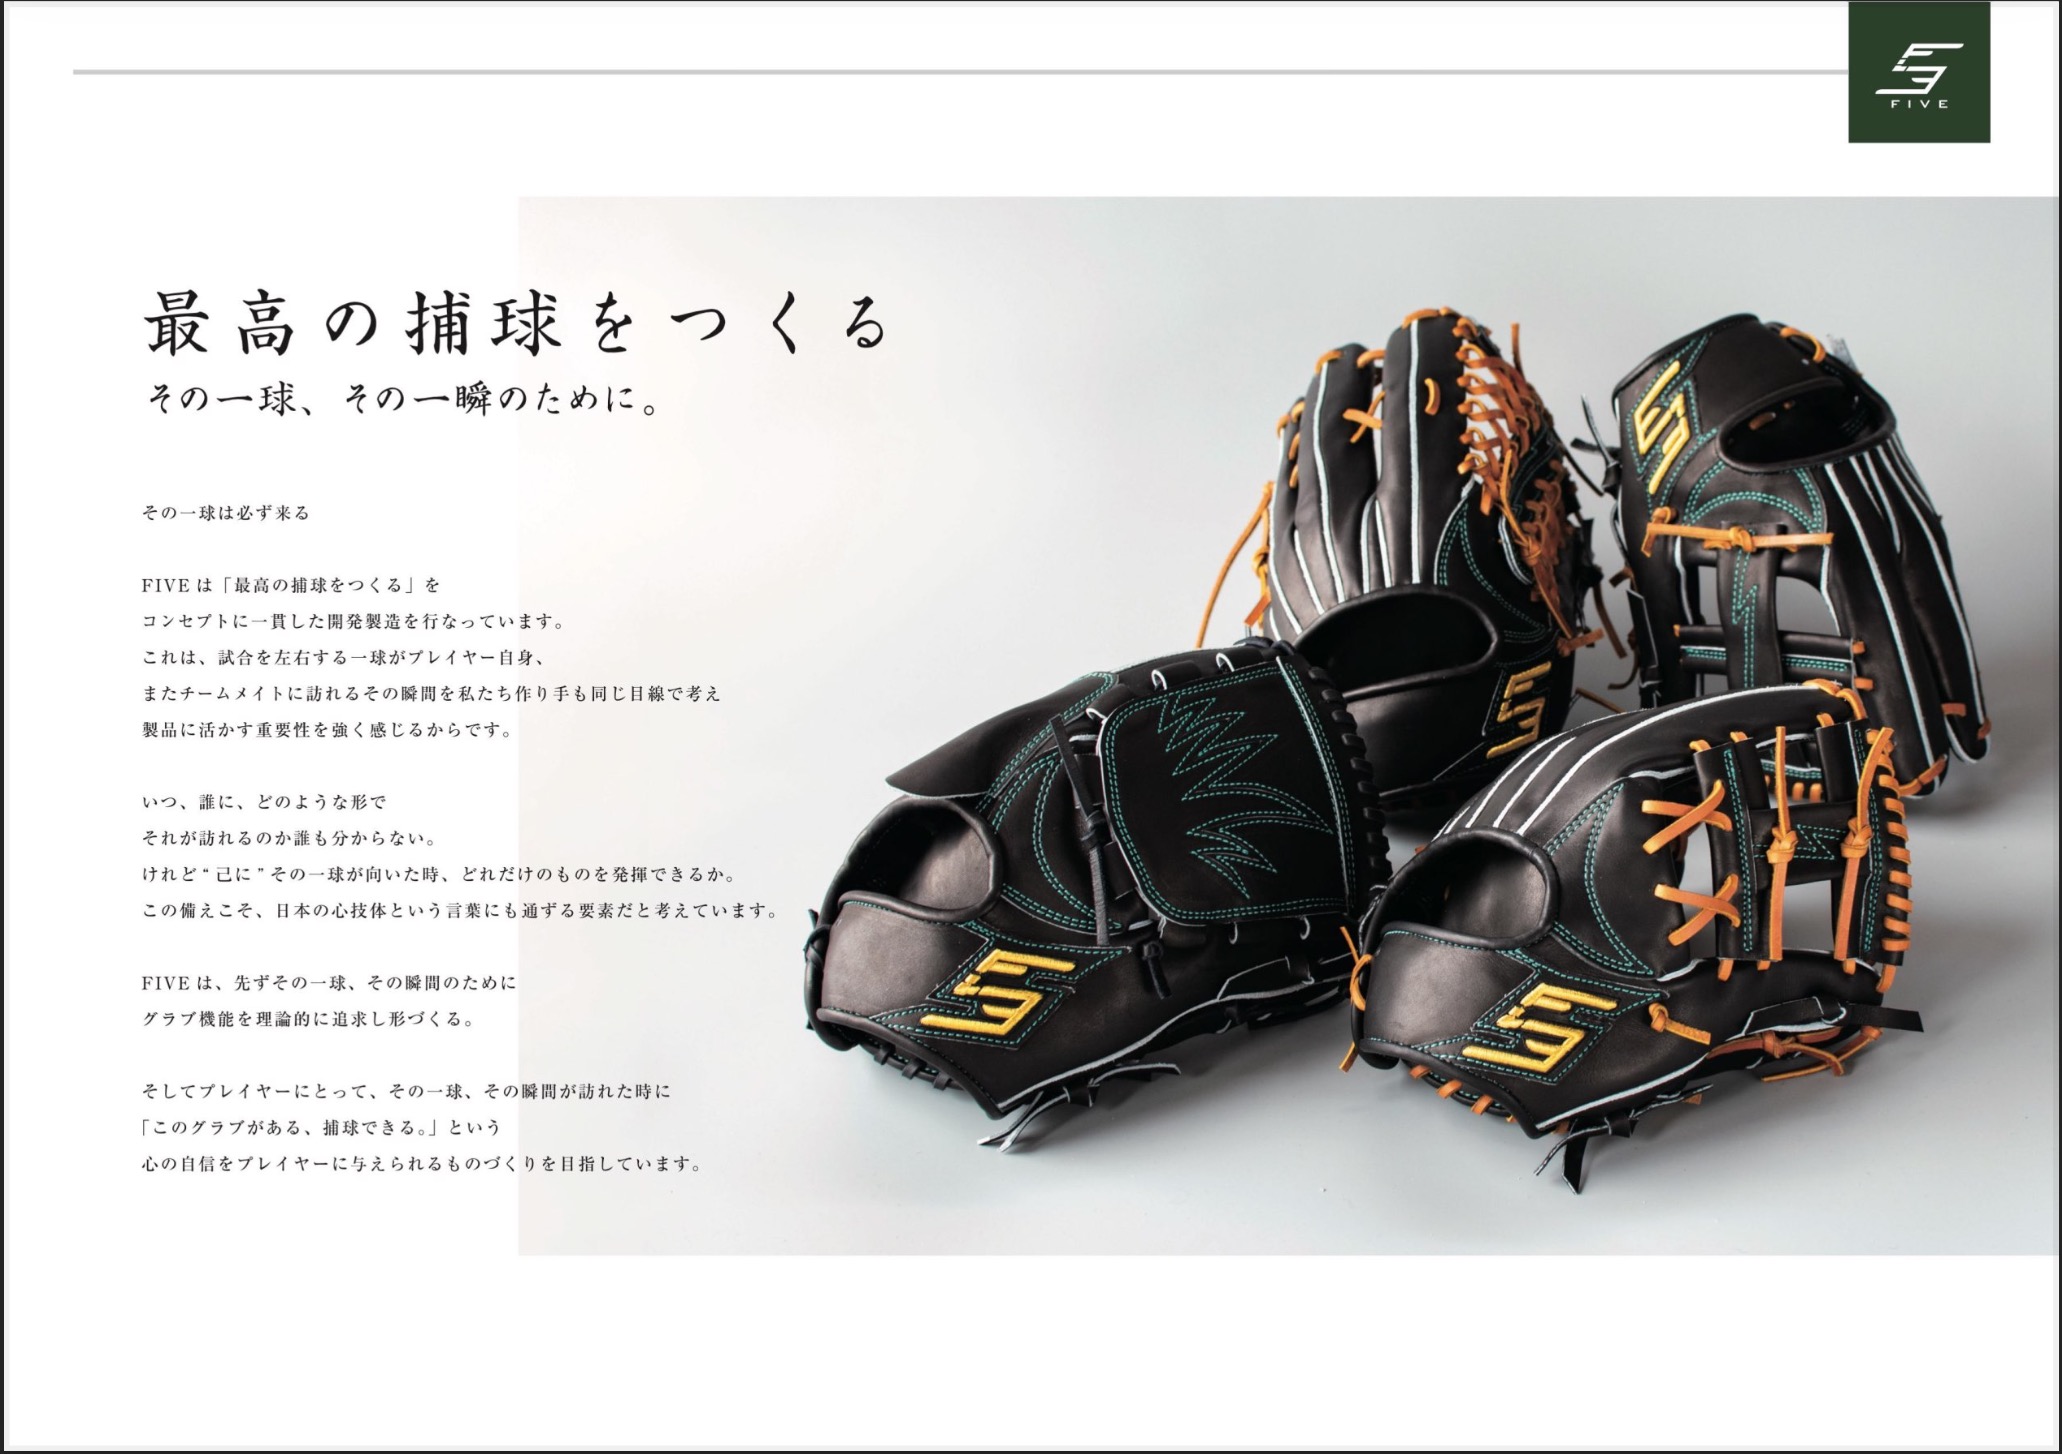 FIVE
最高の捕球をつくる
その一球、その一瞬のために。
その一球は必ず来る
FIVE は「最高の捕球をつくる」を
コンセプトに一貫した開発製造を行なっています。
これは、試合を左右する一球がプレイヤー自身、
またチームメイトに訪れるその瞬間を私たち作り手も同じ目線で考え
製品に活かす重要性を強く感じるからです。
いつ、誰に、どのような形で
それが訪れるのか誰も分からない。
けれど“己に”その一球が向いた時、どれだけのものを発揮できるか。
この備えこそ、日本の心技体という言葉にも通ずる要素だと考えています。
FIVE は、先ずその一球、その瞬間のために
グラブ機能を理論的に追求し形づくる。
そしてプレイヤーにとって、その一球、その瞬間が訪れた時に
「このグラブがある、捕球できる。」という
心の自信をプレイヤーに与えられるものづくりを目指しています。